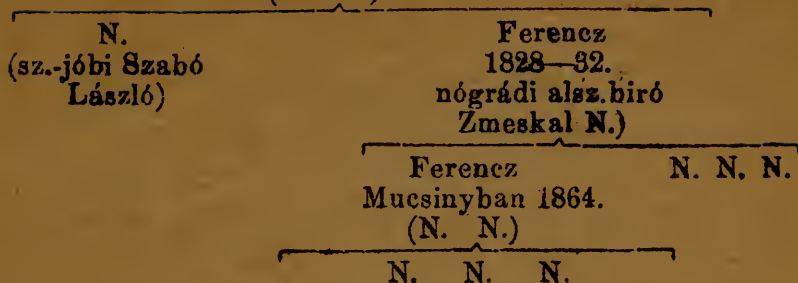 N.
(sz.-jóbi Szabó
László)
Ferencz
1828—32.
nógrádi alsz.biró
Zmeskal N.)
Ferencz
Mucsinyban 1864.
(N. N.)
N. N. N.
N. N. N.